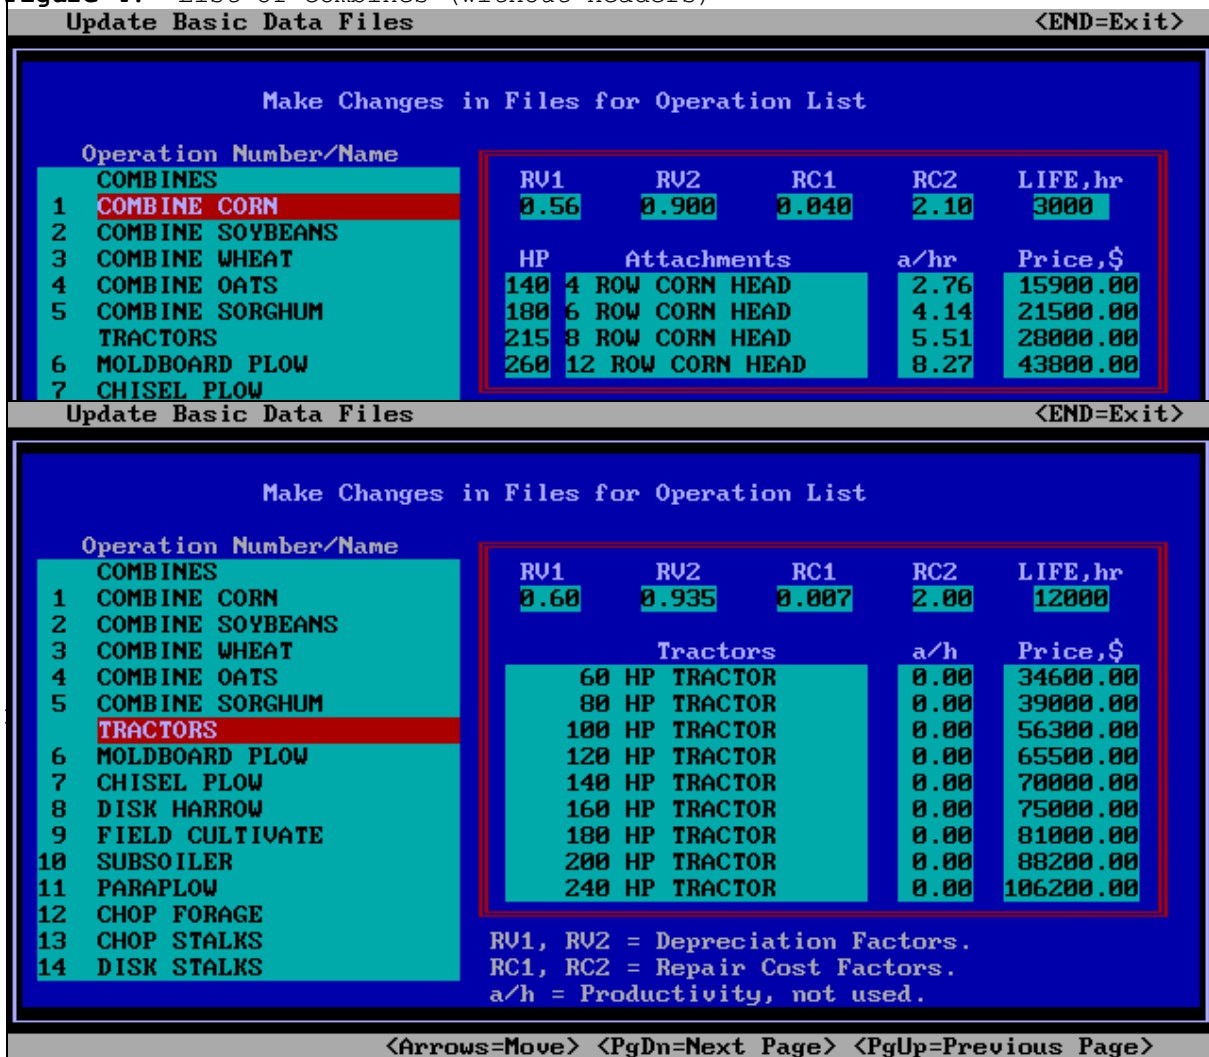 Figure 4. List of Combines (without headers)
Update Basic Data Files <END=Exit>
Make Changes in Files for Operation List
Operation Number/Name
COMBINES RV1 RV2 RC1 RC2 LIFE,hr
1 COMBINE CORN 0.56 0.900 0.040 2.10 3000
2 COMBINE SOYBEANS
3 COMBINE WHEAT HP Attachments a/hr Price,$
4 COMBINE OATS 140 4 ROW CORN HEAD 2.76 15900.00
5 COMBINE SORGHUM 180 6 ROW CORN HEAD 4.14 21500.00
TRACTORS 215 8 ROW CORN HEAD 5.51 28000.00
6 MOLDBOARD PLOW 260 12 ROW CORN HEAD 8.27 43800.00
7 CHISEL PLOW
Update Basic Data Files <END=Exit>
Make Changes in Files for Operation List
Operation Number/Name
COMBINES RV1 RV2 RC1 RC2 LIFE,hr
1 COMBINE CORN 0.60 0.935 0.007 2.00 12000
2 COMBINE SOYBEANS
3 COMBINE WHEAT Tractors a/h Price,$
4 COMBINE OATS 60 HP TRACTOR 0.00 34600.00
5 COMBINE SORGHUM 80 HP TRACTOR 0.00 39000.00
TRACTORS 100 HP TRACTOR 0.00 56300.00
6 MOLDBOARD PLOW 120 HP TRACTOR 0.00 65500.00
7 CHISEL PLOW 140 HP TRACTOR 0.00 70000.00
8 DISK HARROW 160 HP TRACTOR 0.00 75000.00
9 FIELD CULTIVATE 180 HP TRACTOR 0.00 81000.00
10 SUBSOILER 200 HP TRACTOR 0.00 88200.00
11 PARAPLOW 240 HP TRACTOR 0.00 106200.00
12 CHOP FORAGE
13 CHOP STALKS RV1, RV2 = Depreciation Factors.
14 DISK STALKS RC1, RC2 = Repair Cost Factors.
a/h = Productivity, not used.
<Arrows=Move> <PgDn=Next Page> <PgUp=Previous Page>